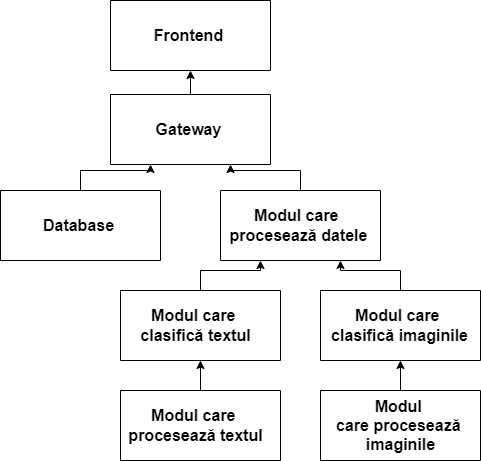 Frontend
Gateway
Database
Modul care
procesează datele
Modul care
clasifică textul
Modul care
clasifică imaginile
Modul care
procesează textul
Modul
care procesează
imaginile